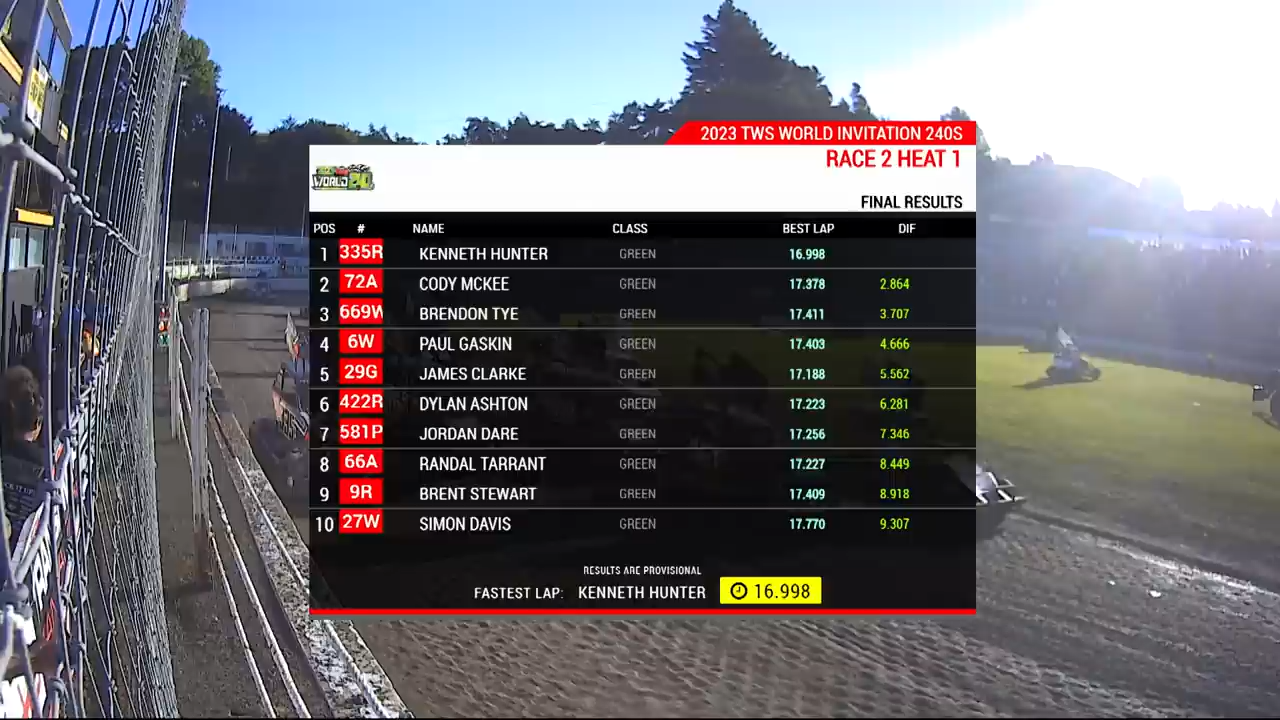 2023 TWS WORLD INVITATION 240S
RACE 2 HEAT 1
WORLD 240
FINAL RESULTS
POS # NAME CLASS BEST LAP DIF
1 335R KENNETH HUNTER GREEN 16.998
2 72A CODY MCKEE GREEN 17.378 2.864
3 669W BRENDON TYE GREEN 17.411 3.707
4 6W PAUL GASKIN GREEN 17.403 4.666
5 29G JAMES CLARKE GREEN 17.188 5.562
6 422R DYLAN ASHTON GREEN 17.223 6.281
7 581P JORDAN DARE GREEN 17.256 7.346
8 66A RANDAL TARRANT GREEN 17.227 8.449
9 9R BRENT STEWART GREEN 17.409 8.918
10 27W SIMON DAVIS GREEN 17.770 9.307
RESULTS ARE PROVISIONAL
FASTEST LAP: KENNETH HUNTER 16.998